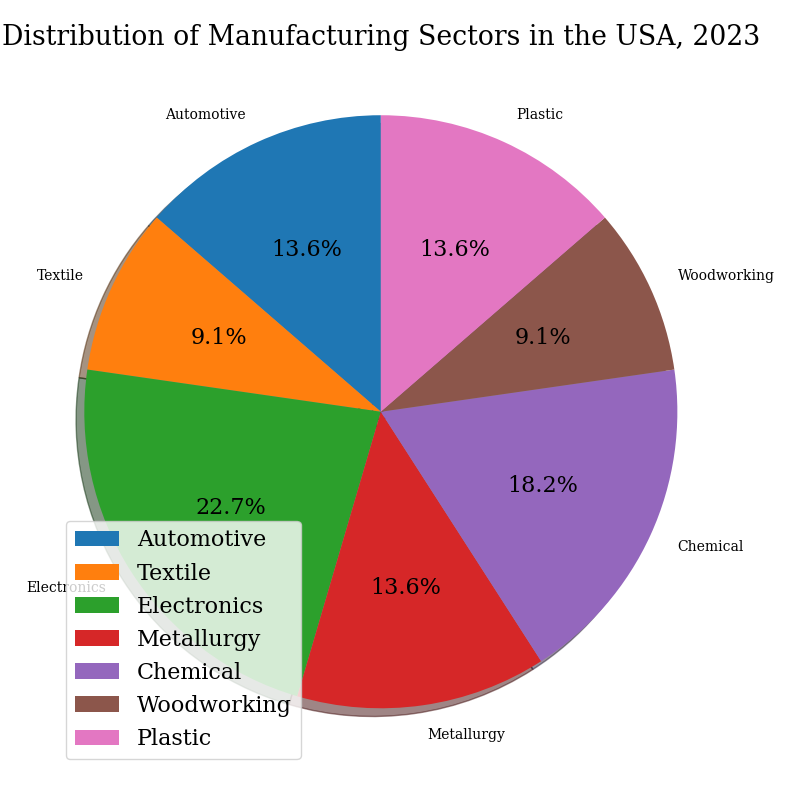 Distribution of Manufacturing Sectors in the USA, 2023
Automotive
Plastic
13.6%
13.6%
Textile
Woodworking
9.1%
9.1%
18.2%
22.7%
Chemical
13.6%
Electronics
Automotive
Textile
Electronics
Metallurgy
Chemical
Woodworking
Plastic
Metallurgy